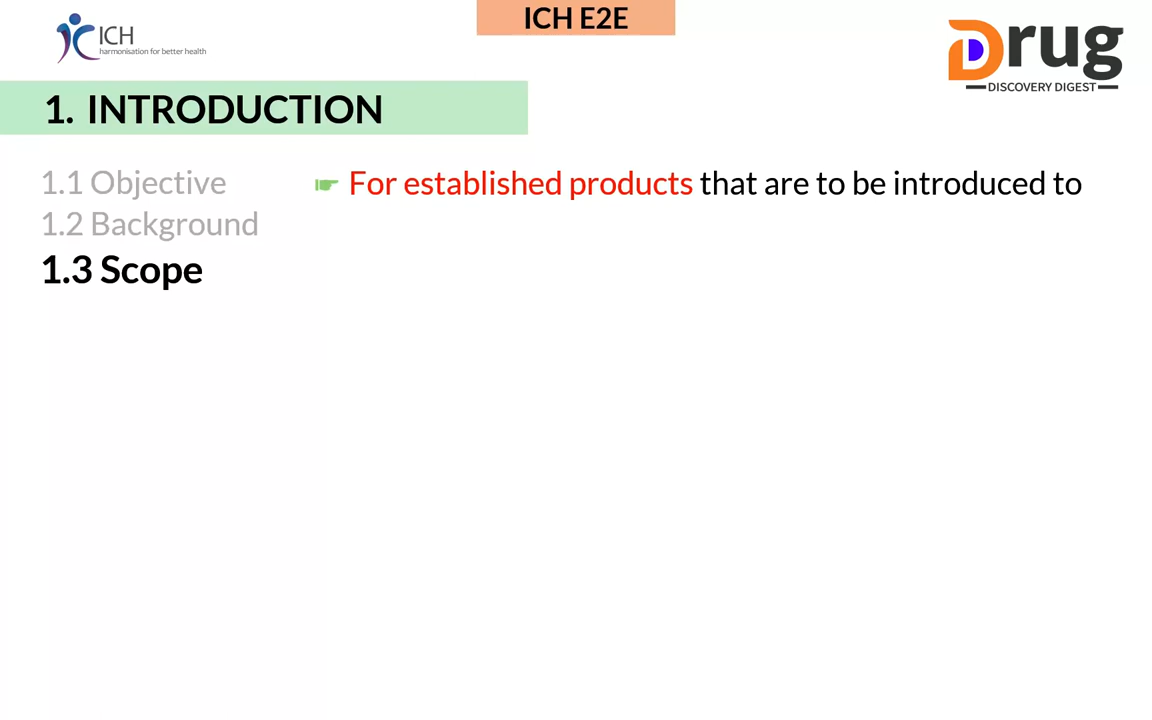 ICH E2E
ICH
harmonisation for better health
Drug
DISCOVERY DIGEST
1. INTRODUCTION
1.1 Objective
1.2 Background
1.3 Scope
For established products that are to be introduced to